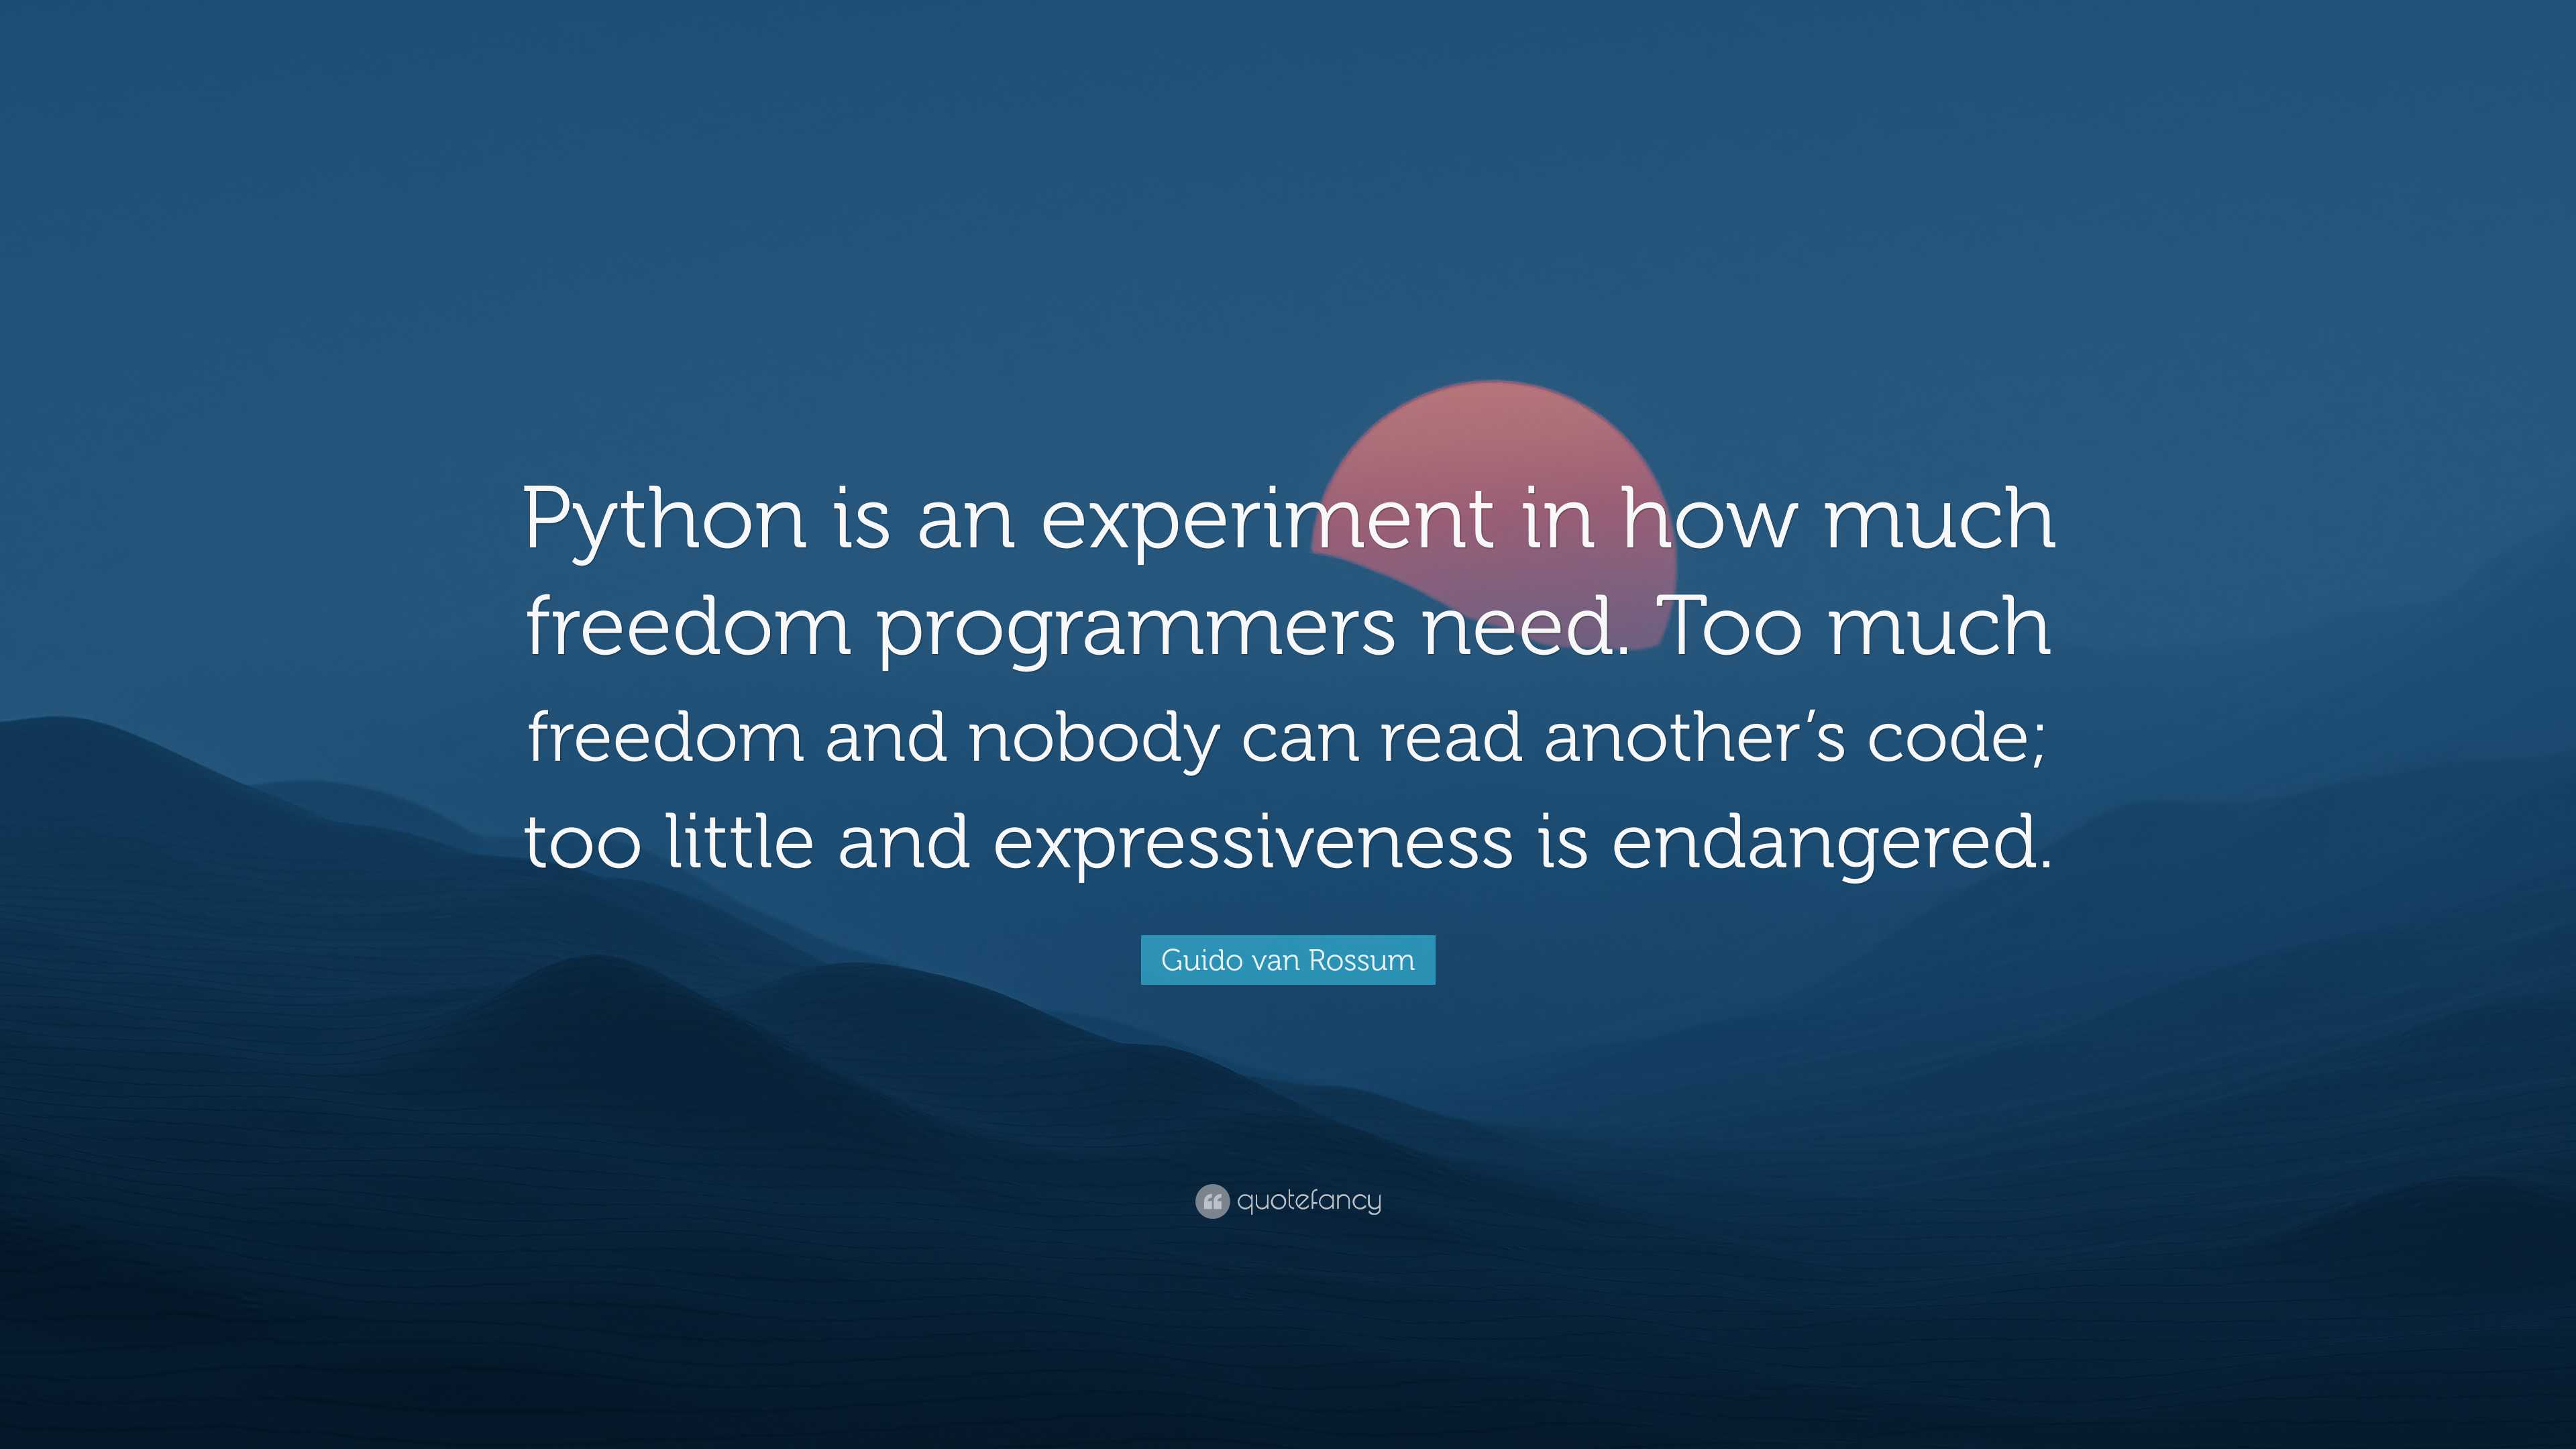 Python is an experiment in how much
freedom programmers need. Too much
freedom and nobody can read another’s code;
too little and expressiveness is endangered.
Guido van Rossum
quotefancy